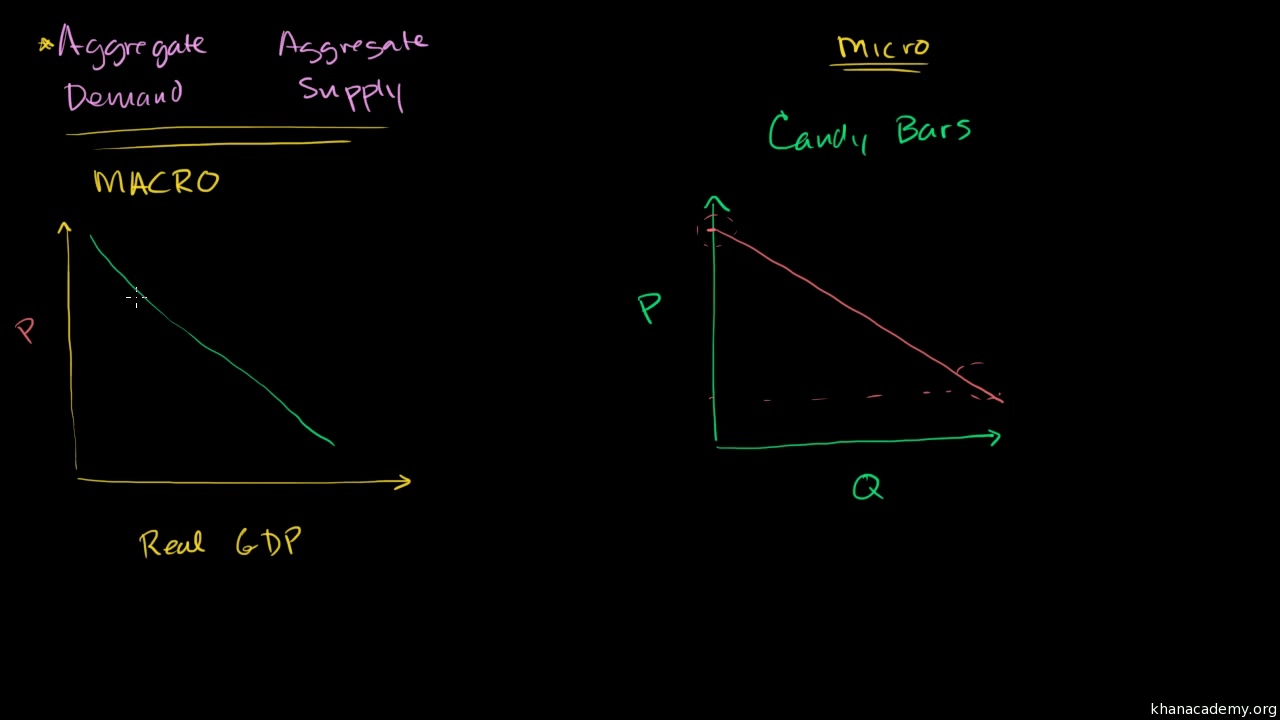 Aggregate
Demand
Aggregate
Supply
MACRO
P
Real GDP
Micro
Candy Bars
P
Q
khanacademy.org